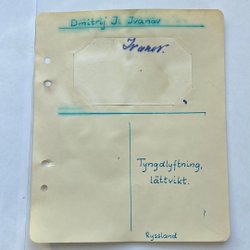 Dmitrij J. Ivanov
Ivanov.
Tyngdlyftning,
lättvikt.
Ryssland